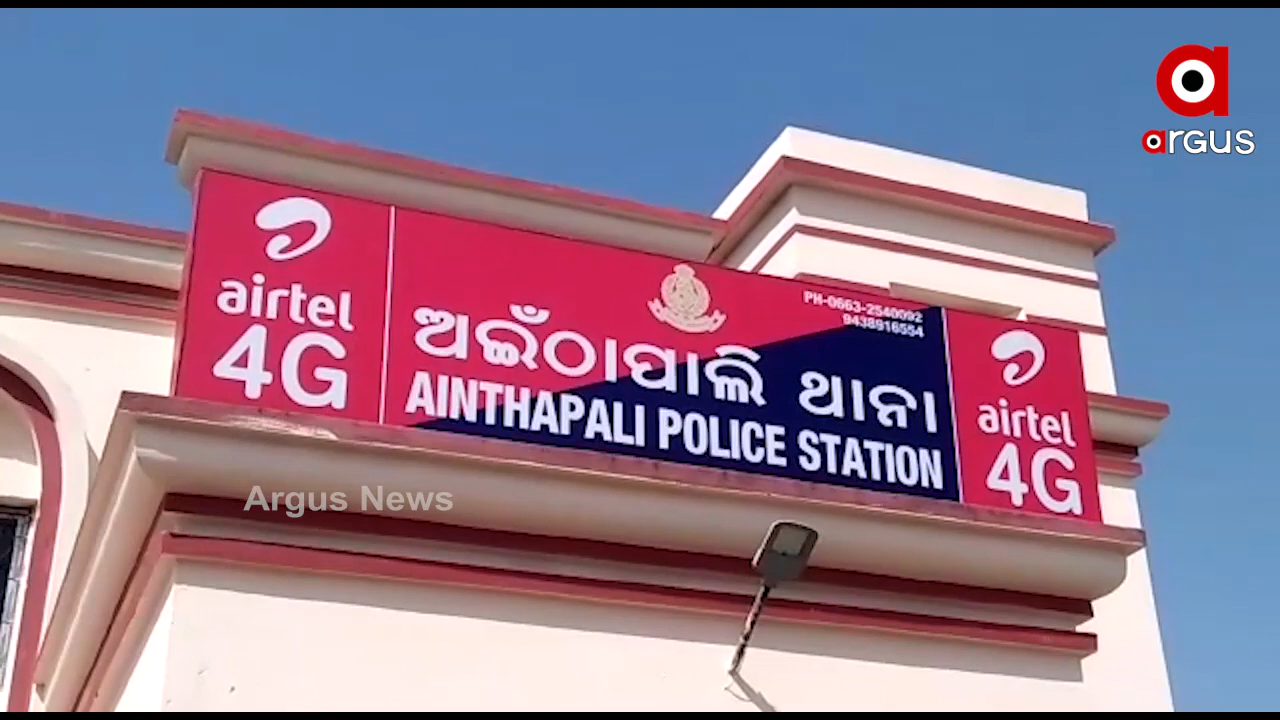 argus
airtel
4G
PH-0663-2540092
9438916554
ଅଇଁଠାପାଲି ଥାନା
AINTHAPALI POLICE STATION
airtel
4G
Argus News